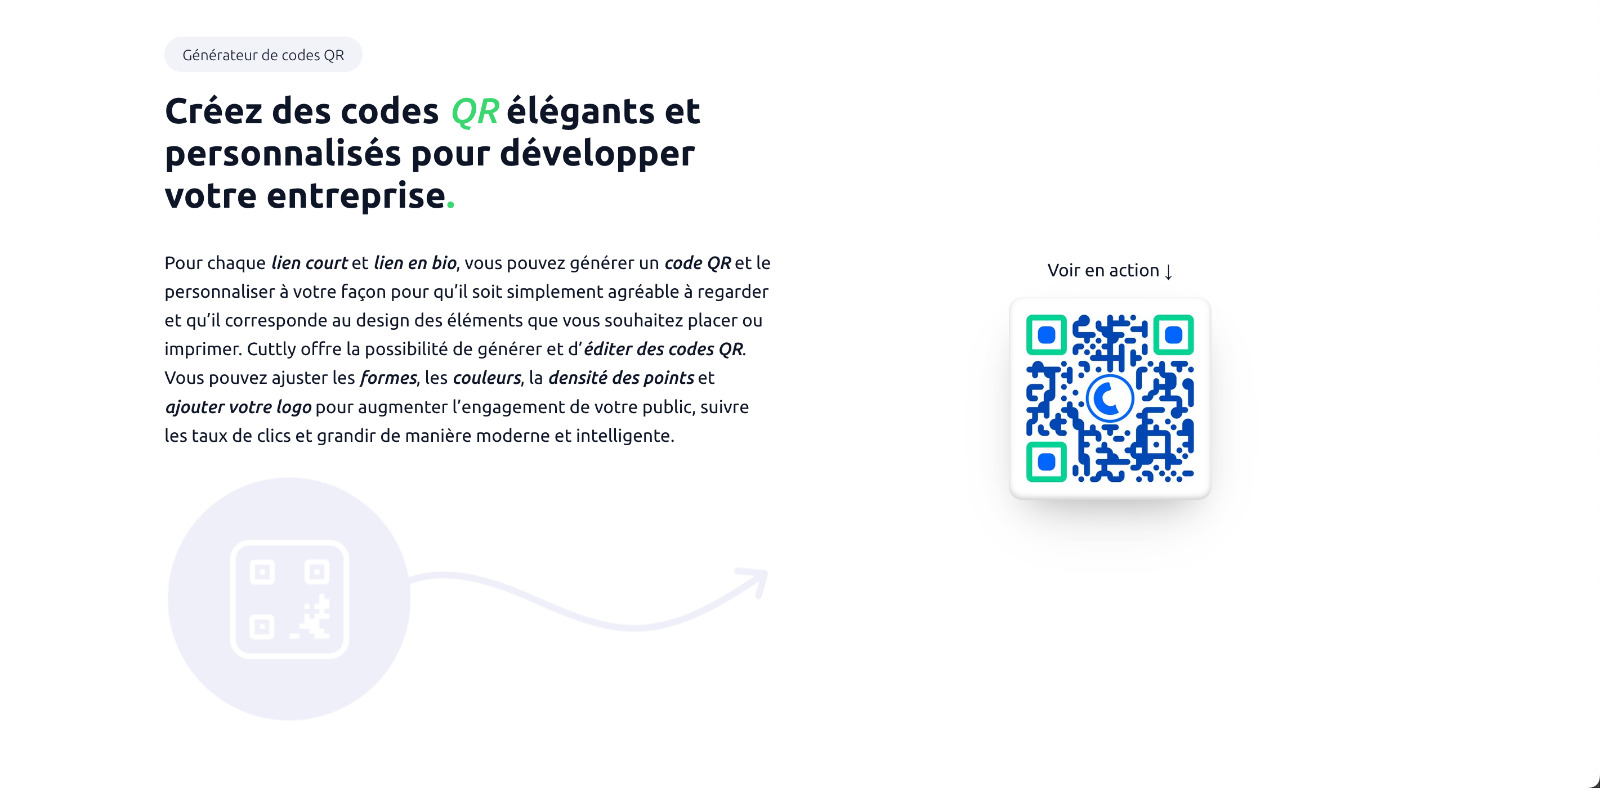 Générateur de codes QR
Créez des codes QR élégants et
personnalisés pour développer
votre entreprise.
Pour chaque lien court et lien en bio, vous pouvez générer un code QR et le
personnaliser à votre façon pour qu’il soit simplement agréable à regarder
et qu’il corresponde au design des éléments que vous souhaitez placer ou
imprimer. Cuttly offre la possibilité de générer et d’éditer des codes QR.
Vous pouvez ajuster les formes, les couleurs, la densité des points et
ajouter votre logo pour augmenter l’engagement de votre public, suivre
les taux de clics et grandir de manière moderne et intelligente.
Voir en action ↓